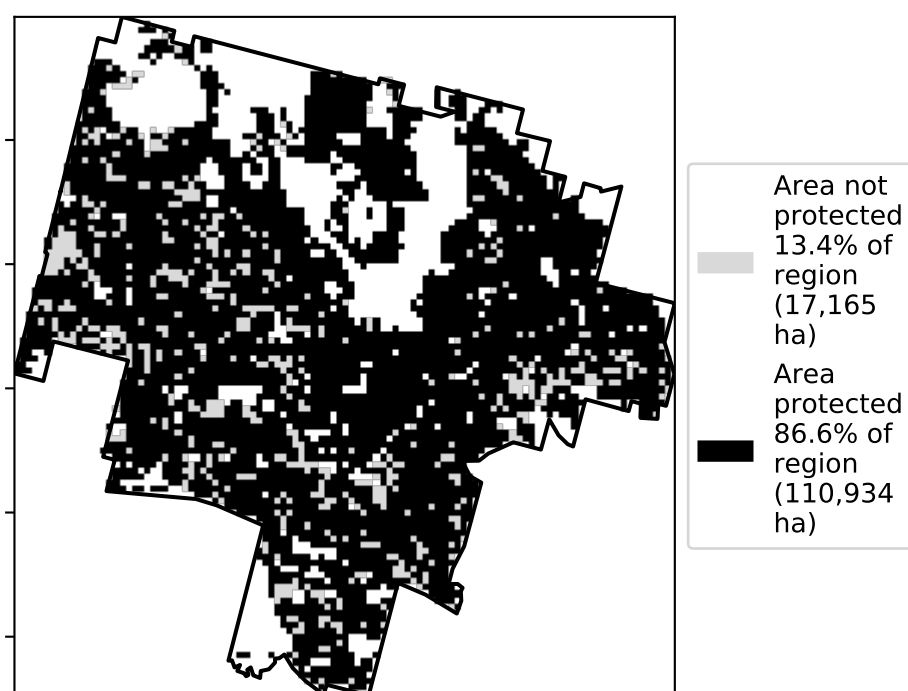 Area not
protected
13.4% of
region
(17,165
ha)
Area
protected
86.6% of
region
(110,934
ha)